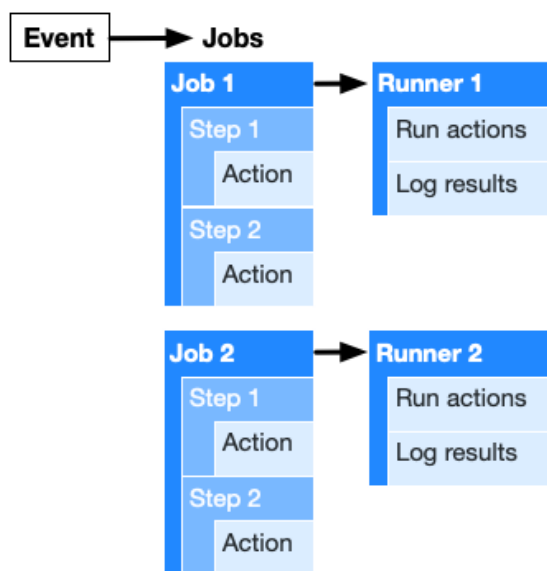 Event
Jobs
Job 1
Step 1
Action
Step 2
Action
Runner 1
Run actions
Log results
Job 2
Step 1
Action
Step 2
Action
Runner 2
Run actions
Log results